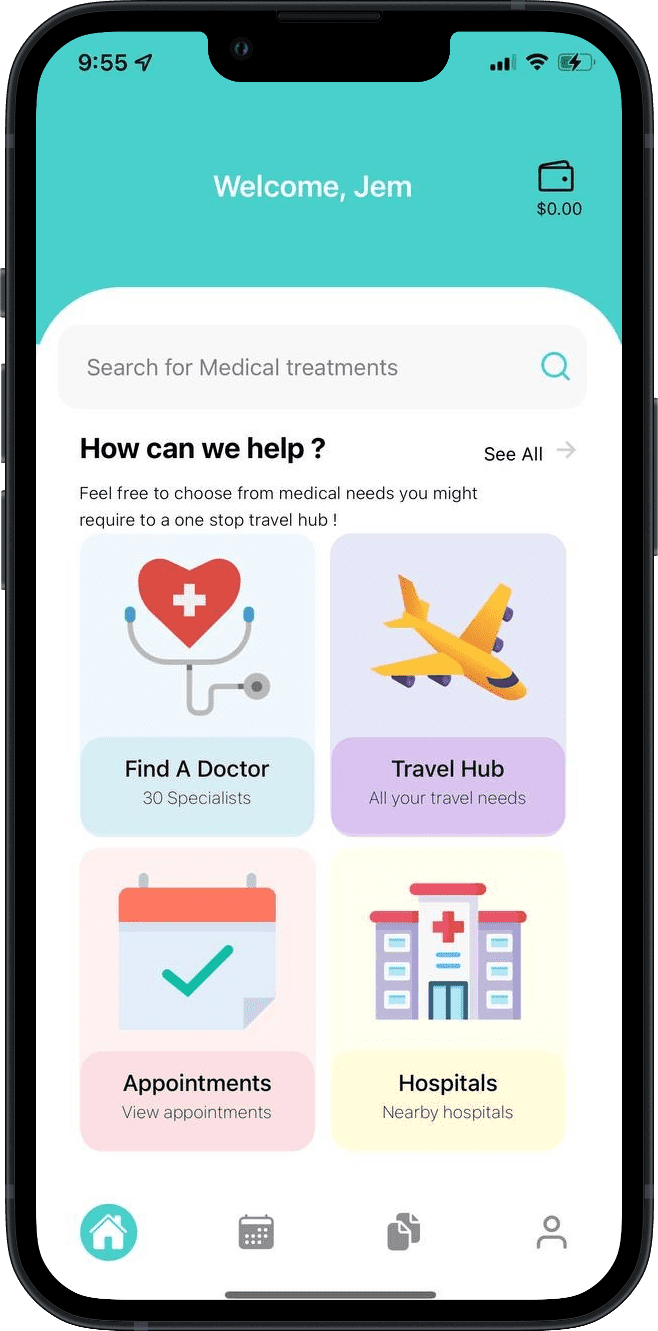 9:55
Welcome, Jem
$0.00
Search for Medical treatments
How can we help ?
See All
Feel free to choose from medical needs you might
require to a one stop travel hub !
Find A Doctor
30 Specialists
Travel Hub
All your travel needs
Appointments
View appointments
Hospitals
Nearby hospitals